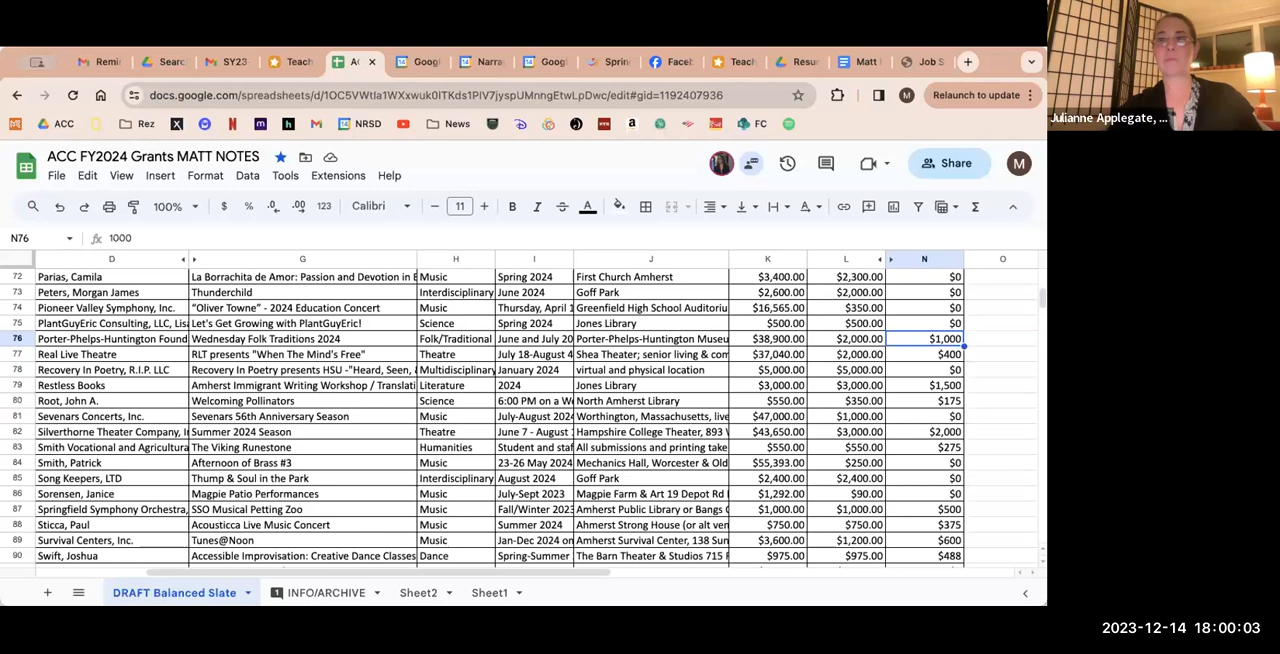 Remi
Searc
SY23-
Teach
AC
Googl
Narra
Googl
Sprin
Faceb
Teach
Resur
Matt
Job S
docs.google.com/spreadsheets/d/1OC5VWtIa1WXxwuk0lTKds1PlV7jyspUMnngEtwLpDwc/edit#gid=1192407936
Relaunch to update
ACC
Rez
NRSD
News
FC
ACC FY2024 Grants MATT NOTES
File Edit View Insert Format Data Tools Extensions Help
Share
M
100% $ % .0 .00 123 Calibri 11 B I A
N76 fx 1000
D G H I J K L N O
72 Parias, Camila La Borrachita de Amor: Passion and Devotion in E Music Spring 2024 First Church Amherst $3,400.00 $2,300.00 $0
73 Peters, Morgan James Thunderchild Interdisciplinary June 2024 Goff Park $2,600.00 $2,000.00 $0
74 Pioneer Valley Symphony, Inc. “Oliver Towne” - 2024 Education Concert Music Thursday, April 1 Greenfield High School Auditoriu $16,565.00 $350.00 $0
75 PlantGuyEric Consulting, LLC, Lisa Let's Get Growing with PlantGuyEric! Science Spring 2024 Jones Library $500.00 $500.00 $0
76 Porter-Phelps-Huntington Found Wednesday Folk Traditions 2024 Folk/Traditional June and July 20 Porter-Phelps-Huntington Museu $38,900.00 $2,000.00 $1,000
77 Real Live Theatre RLT presents "When The Mind's Free" Theatre July 18-August 4 Shea Theater; senior living & com $37,040.00 $2,000.00 $400
78 Recovery In Poetry, R.I.P. LLC Recovery In Poetry presents HSU -"Heard, Seen, Multidisciplinary January 2024 virtual and physical location $5,000.00 $5,000.00 $0
79 Restless Books Amherst Immigrant Writing Workshop / Translati Literature 2024 Jones Library $3,000.00 $3,000.00 $1,500
80 Root, John A. Welcoming Pollinators Science 6:00 PM on a We North Amherst Library $550.00 $350.00 $175
81 Sevenars Concerts, Inc. Sevenars 56th Anniversary Season Music July-August 2024 Worthington, Massachusetts, live $47,000.00 $1,000.00 $0
82 Silverthorne Theater Company, In Summer 2024 Season Theatre June 7 - August Hampshire College Theater, 893 $43,650.00 $3,000.00 $2,000
83 Smith Vocational and Agricultura The Viking Runestone Humanities Student and staf All submissions and printing take $550.00 $550.00 $275
84 Smith, Patrick Afternoon of Brass #3 Music 23-26 May 2024 Mechanics Hall, Worcester & Old $55,393.00 $250.00 $0
85 Song Keepers, LTD Thump & Soul in the Park Interdisciplinary August 2024 Goff Park $2,400.00 $2,400.00 $0
86 Sorensen, Janice Magpie Patio Performances Music July-Sept 2023 Magpie Farm & Art 19 Depot Rd $1,292.00 $90.00 $0
87 Springfield Symphony Orchestra, SSO Musical Petting Zoo Music Fall/Winter 2023 Amherst Public Library or Bangs $1,000.00 $1,000.00 $500
88 Sticca, Paul Acousticca Live Music Concert Music Summer 2024 Ahmerst Strong House (or alt ven $750.00 $750.00 $375
89 Survival Centers, Inc. Tunes@Noon Music Jan-Dec 2024 on Amherst Survival Center, 138 Sun $3,600.00 $1,200.00 $600
90 Swift, Joshua Accessible Improvisation: Creative Dance Classes Dance Spring-Summer The Barn Theater & Studios 715 $975.00 $975.00 $488
DRAFT Balanced Slate 1 INFO/ARCHIVE Sheet2 Sheet1
Julianne Applegate, ...
2023-12-14 18:00:03